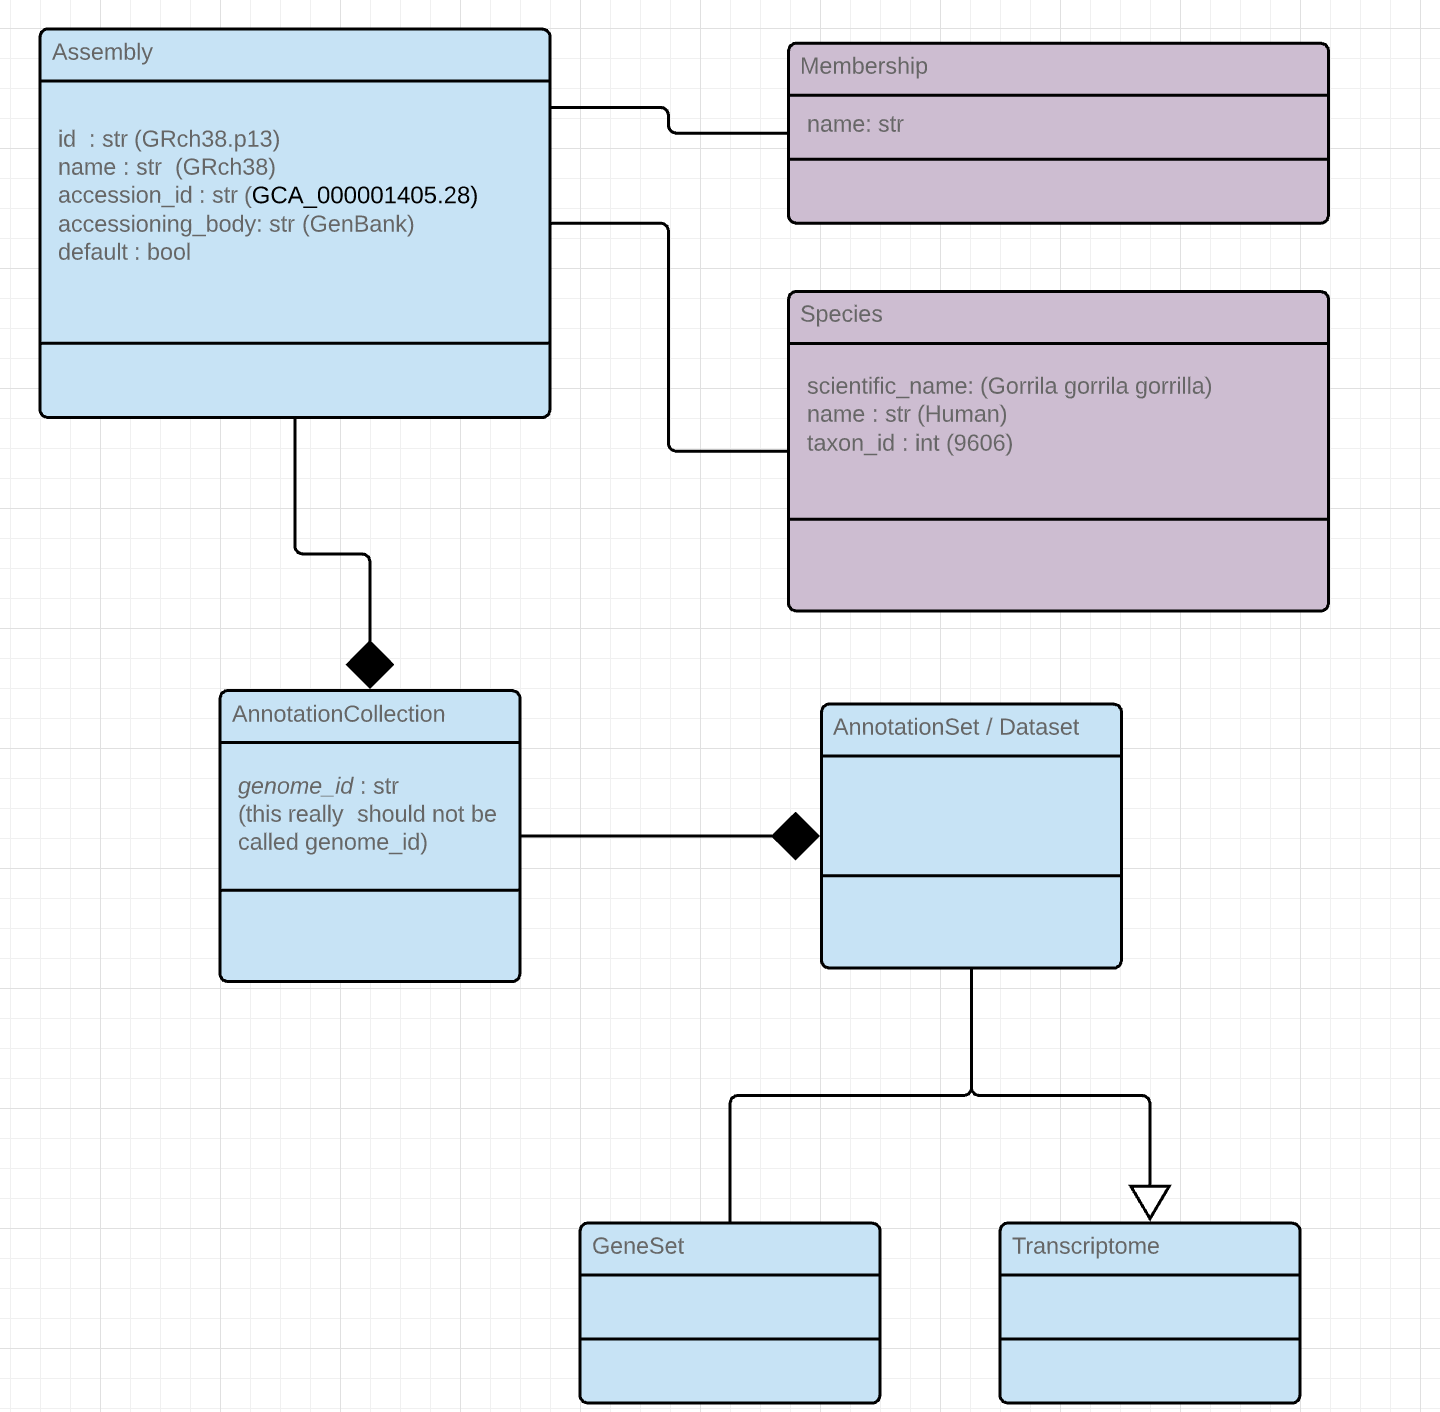 Assembly
id  : str (GRch38.p13)
name : str  (GRch38)
accession_id : str (GCA_000001405.28)
accessioning_body: str (GenBank)
default : bool
Membership
name: str
Species
scientific_name: (Gorrila gorrila gorrilla)
name : str (Human)
taxon_id : int (9606)
AnnotationCollection
genome_id : str
(this really  should not be
called genome_id)
AnnotationSet / Dataset
GeneSet
Transcriptome